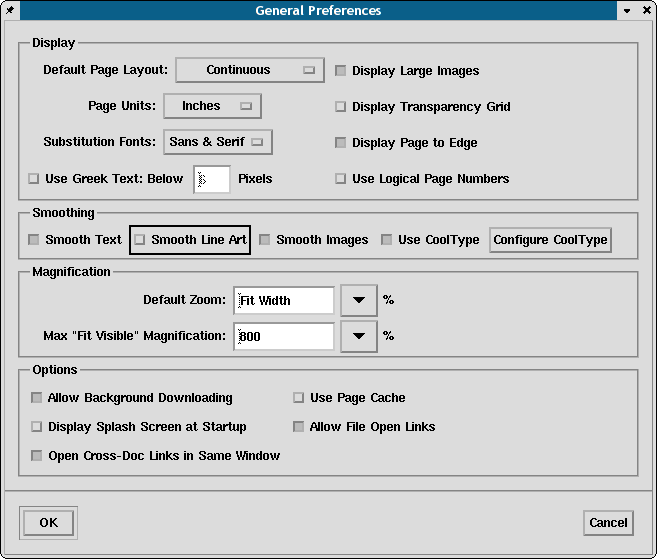 General Preferences
Display
Default Page Layout: Continuous
Display Large Images
Page Units: Inches
Display Transparency Grid
Substitution Fonts: Sans & Serif
Display Page to Edge
Use Greek Text: Below Pixels
Use Logical Page Numbers
Smoothing
Smooth Text Smooth Line Art Smooth Images Use CoolType Configure CoolType
Magnification
Default Zoom: Fit Width %
Max "Fit Visible" Magnification: 800 %
Options
Allow Background Downloading
Use Page Cache
Display Splash Screen at Startup
Allow File Open Links
Open Cross-Doc Links in Same Window
OK Cancel